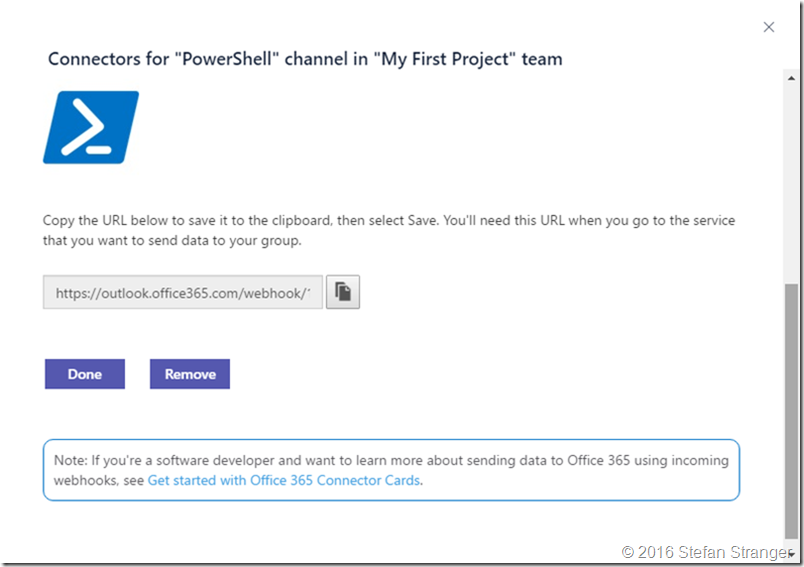 Connectors for "PowerShell" channel in "My First Project" team
Copy the URL below to save it to the clipboard, then select Save. You'll need this URL when you go to the service
that you want to send data to your group.
https://outlook.office365.com/webhook/
Done
Remove
Note: If you're a software developer and want to learn more about sending data to Office 365 using incoming
webhooks, see Get started with Office 365 Connector Cards.
© 2016 Stefan Stranger